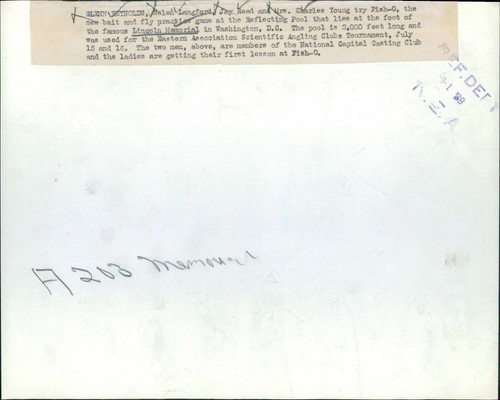 GLENN REYNOLDS, Helen Langford, Jay Reed and Mrs. Charles Young try Fish-O, the
new bait and fly practice game at the Reflecting Pool that lies at the foot of
the famous Lincoln Memorial in Washington, D.C. The pool is 2,000 feet long and
was used for the Eastern Association Scientific Angling Clubs Tournament, July
15 and 16. The two men, above, are members of the National Capital Casting Club
and the ladies are getting their first lesson at Fish-O.
REF. DEPT
N. E. A
A 203 Memorial